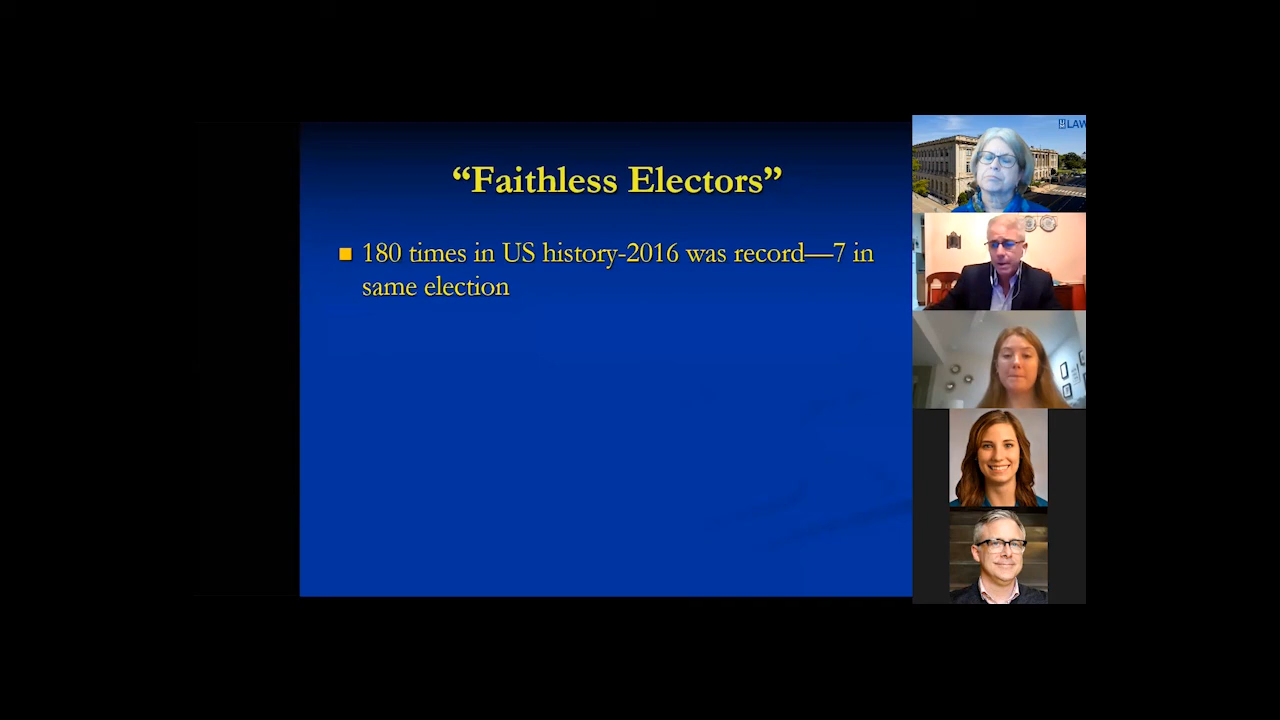 LAW
“Faithless Electors”
■ 180 times in US history-2016 was record—7 in
same election